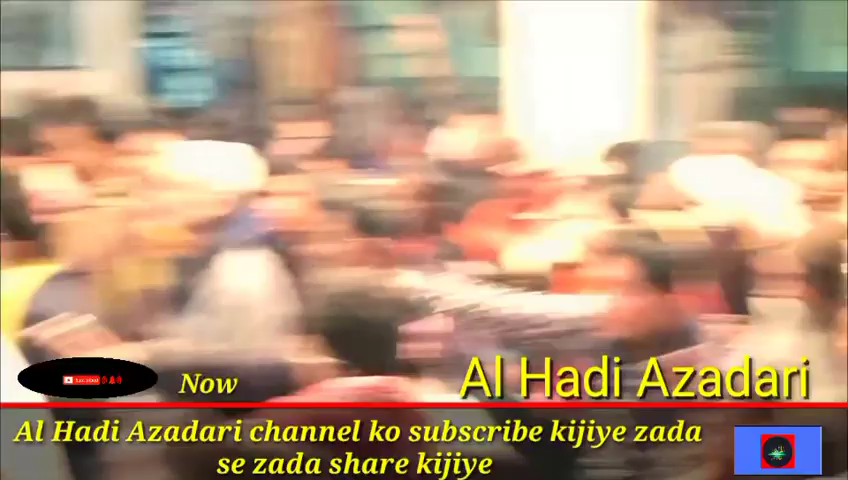 Al Hadi Azadari
Now
Al Hadi Azadari channel ko subscribe kijiye zada
se zada share kijiye